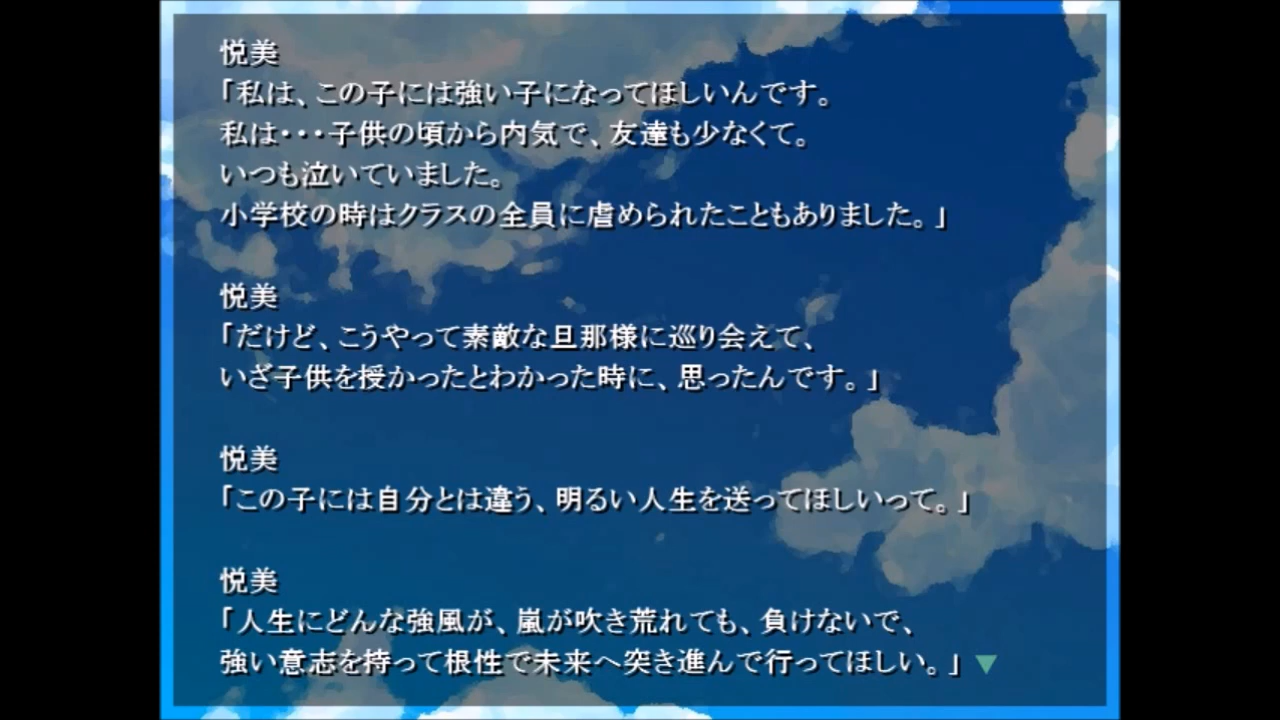 悦美
「私は、この子には強い子になってほしいんです。
私は・・・子供の頃から内気で、友達も少なくて。
いつも泣いていました。
小学校の時はクラスの全員に虐められたこともありました。」
悦美
「だけど、こうやって素敵な旦那様に巡り会えて、
いざ子供を授かったとわかった時に、思ったんです。」
悦美
「この子には自分とは違う、明るい人生を送ってほしいって。」
悦美
「人生にどんな強風が、嵐が吹き荒れても、負けないで、
強い意志を持って根性で未来へ突き進んで行ってほしい。」